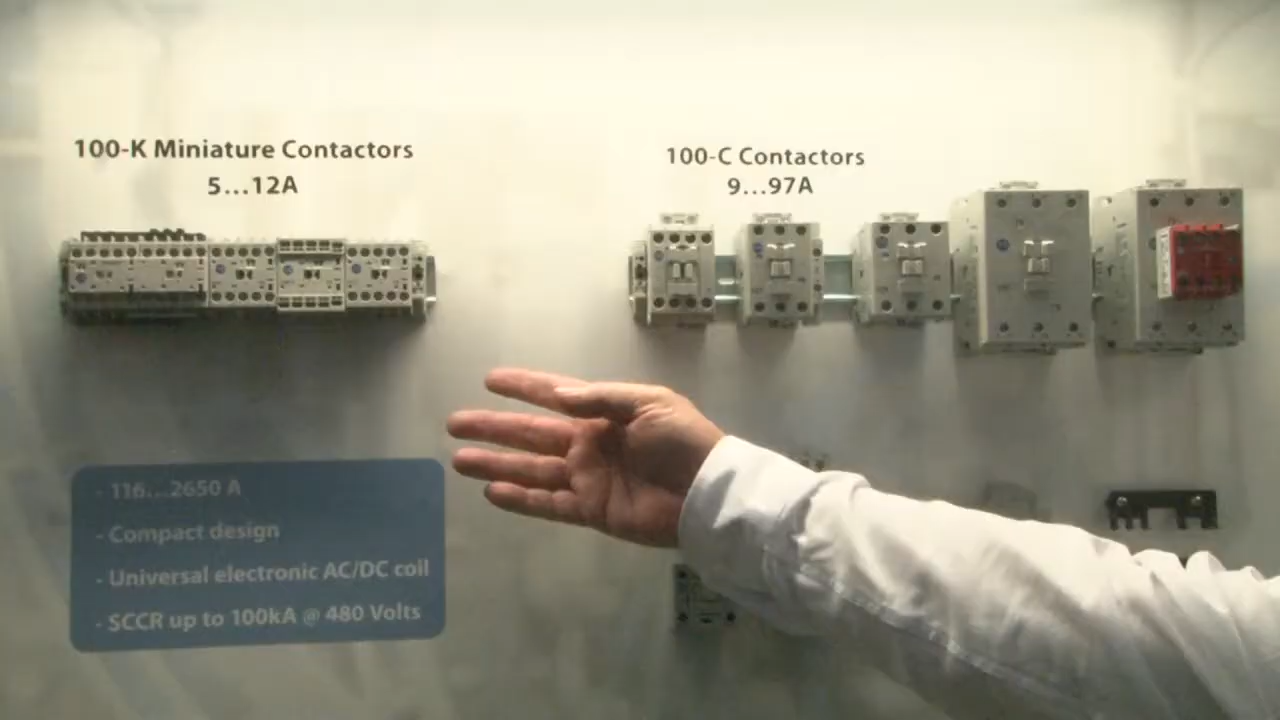 100-K Miniature Contactors
5...12A
100-C Contactors
9...97A
- 116...2650 A
- Compact design
- Universal electronic AC/DC coil
- SCCR up to 100kA @ 480 Volts